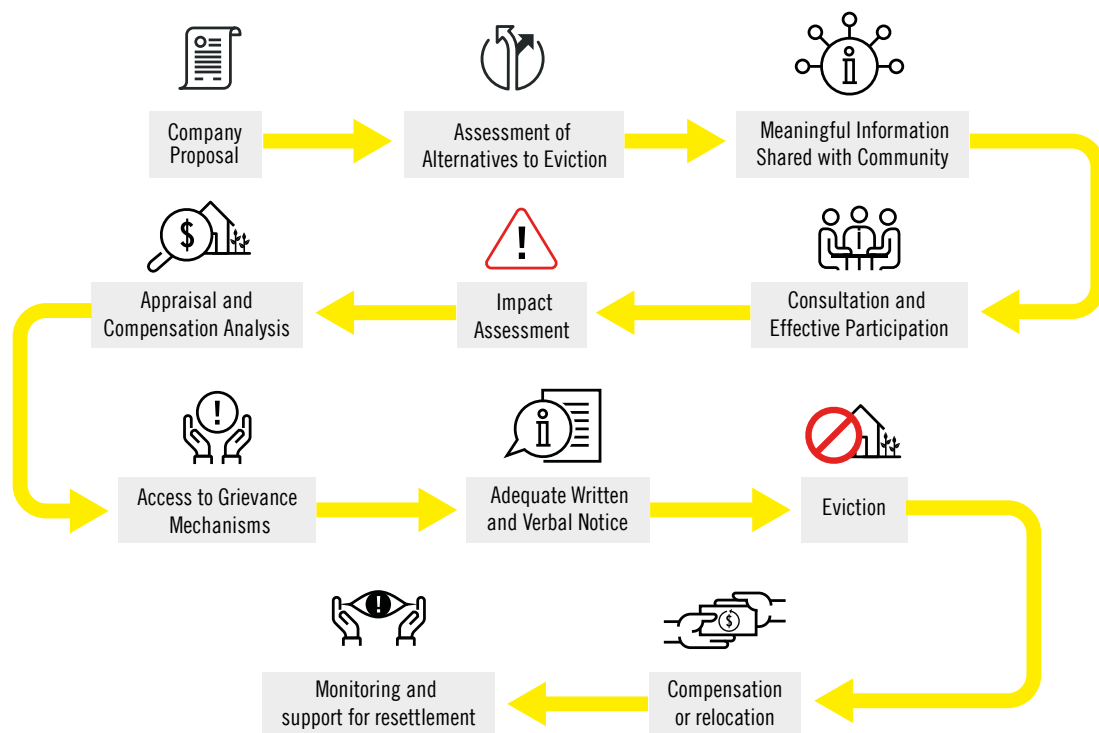 Company
Proposal
Assessment of
Alternatives to Eviction
Meaningful Information
Shared with Community
Consultation and
Effective Participation
Impact
Assessment
Appraisal and
Compensation Analysis
Access to Grievance
Mechanisms
Adequate Written
and Verbal Notice
Eviction
Compensation
or relocation
Monitoring and
support for resettlement